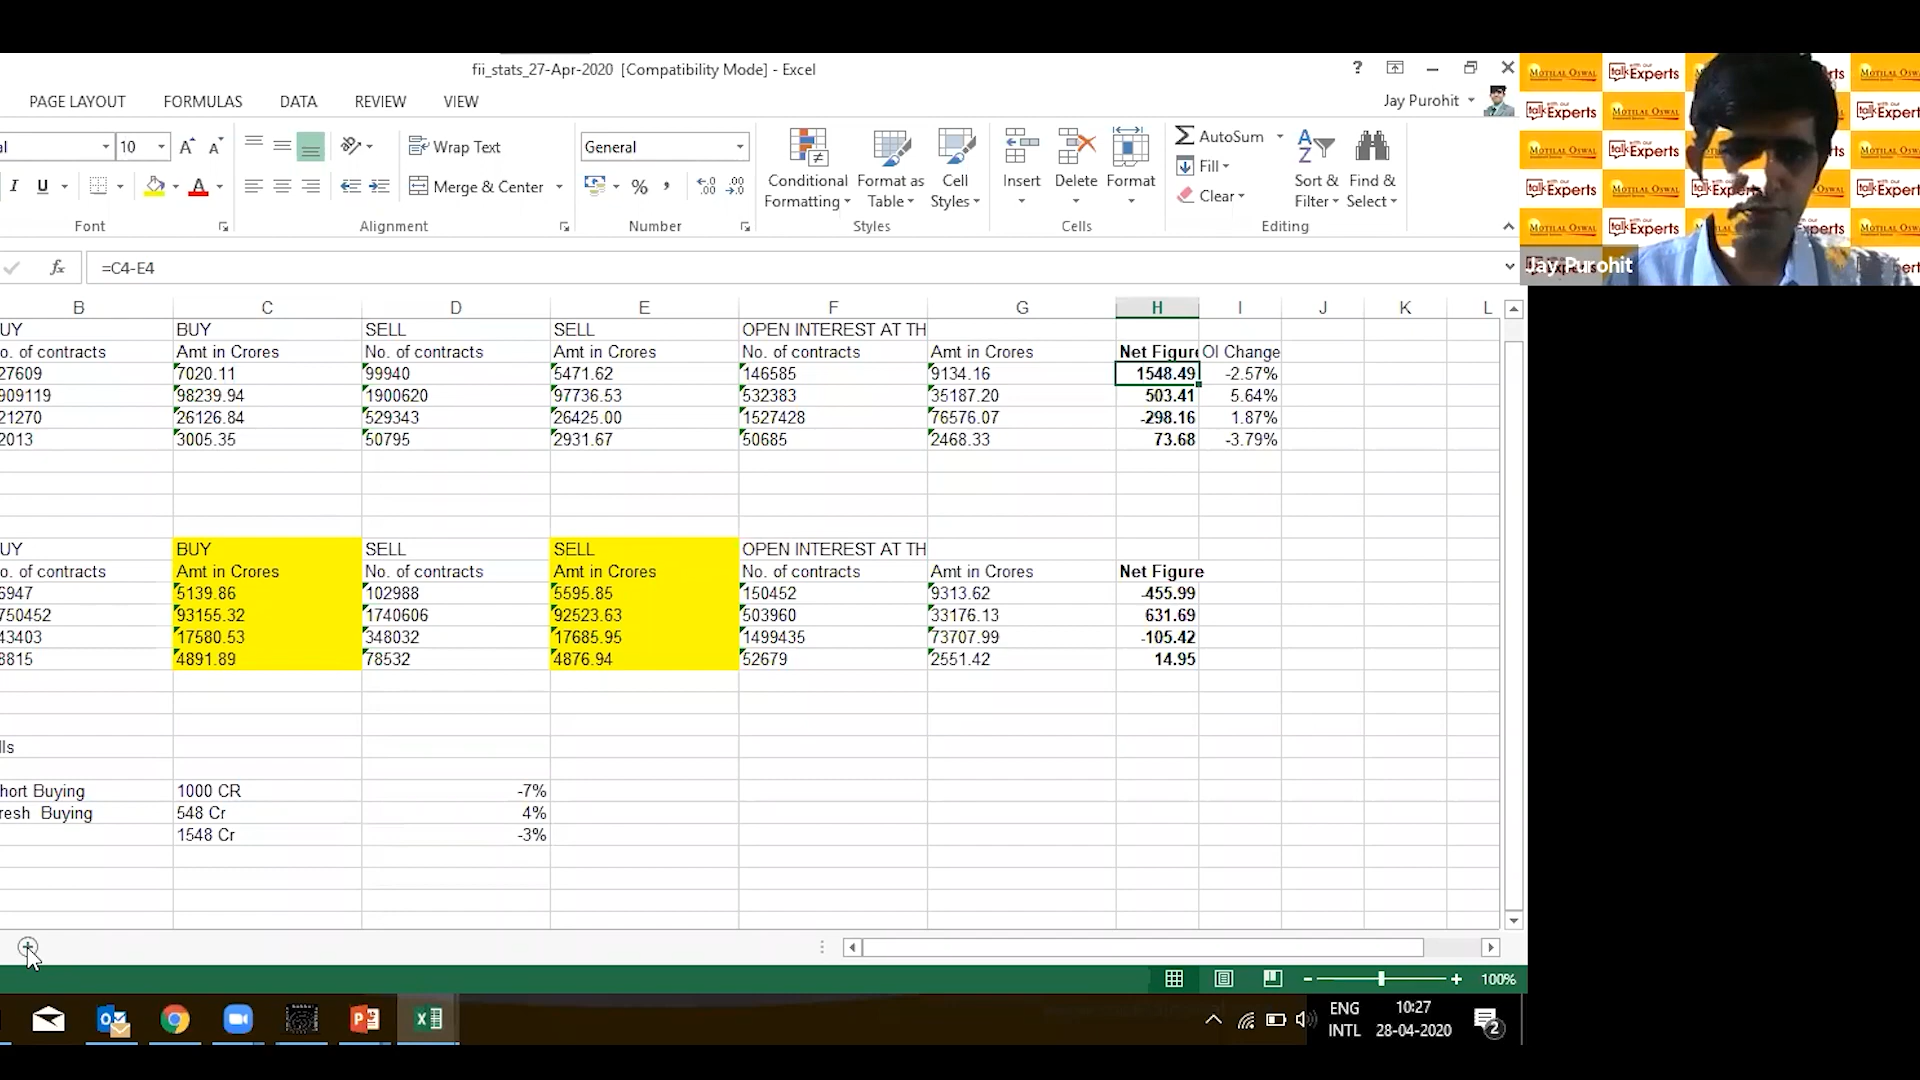 fii_stats_27-Apr-2020 [Compatibility Mode] - Excel
?
PAGE LAYOUT FORMULAS DATA REVIEW VIEW
Jay Purohit
al 10
Wrap Text
General
AutoSum
Fill
Clear
Merge & Center
I U
%
Conditional Formatting
Format as Table
Cell Styles
Insert Delete Format
Sort & Filter
Find & Select
Font Alignment Number Styles Cells Editing
fx =C4-E4
B C D E F G H I J K L
UY BUY SELL SELL OPEN INTEREST AT TH
o. of contracts Amt in Crores No. of contracts Amt in Crores No. of contracts Amt in Crores Net Figure OI Change
27609 7020.11 99940 5471.62 146585 9134.16 1548.49 -2.57%
909119 98239.94 1900620 97736.53 532383 35187.20 503.41 5.64%
21270 26126.84 529343 26425.00 1527428 76576.07 -298.16 1.87%
2013 3005.35 50795 2931.67 50685 2468.33 73.68 -3.79%
UY BUY SELL SELL OPEN INTEREST AT TH
o. of contracts Amt in Crores No. of contracts Amt in Crores No. of contracts Amt in Crores Net Figure
6947 5139.86 102988 5595.85 150452 9313.62 -455.99
750452 93155.32 1740606 92523.63 503960 33176.13 631.69
43403 17580.53 348032 17685.95 1499435 73707.99 -105.42
8815 4891.89 78532 4876.94 52679 2551.42 14.95
lls
hort Buying 1000 CR -7%
resh Buying 548 Cr 4%
1548 Cr -3%
100%
ENG 10:27
INTL 28-04-2020
2
MOTILAL OSWAL
talk with our Experts
Jay Purohit